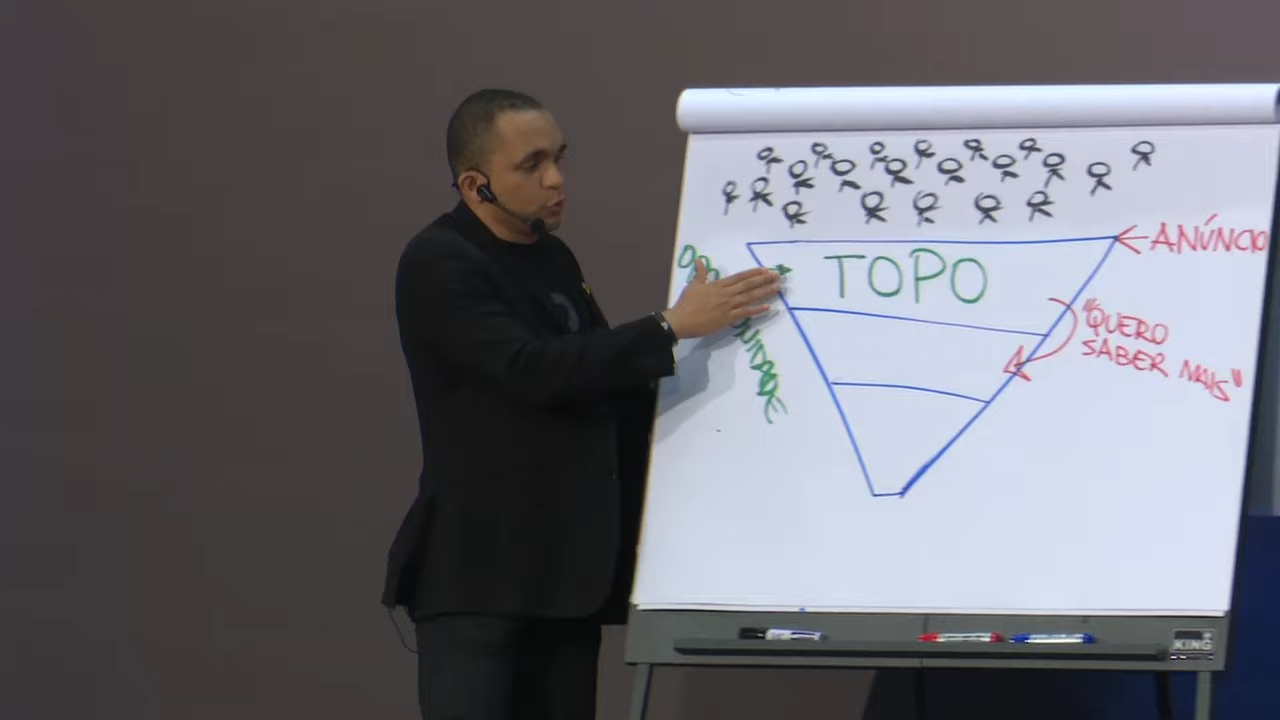 TOPO
ANÚNCIO
"QUERO
SABER MAIS"
KING